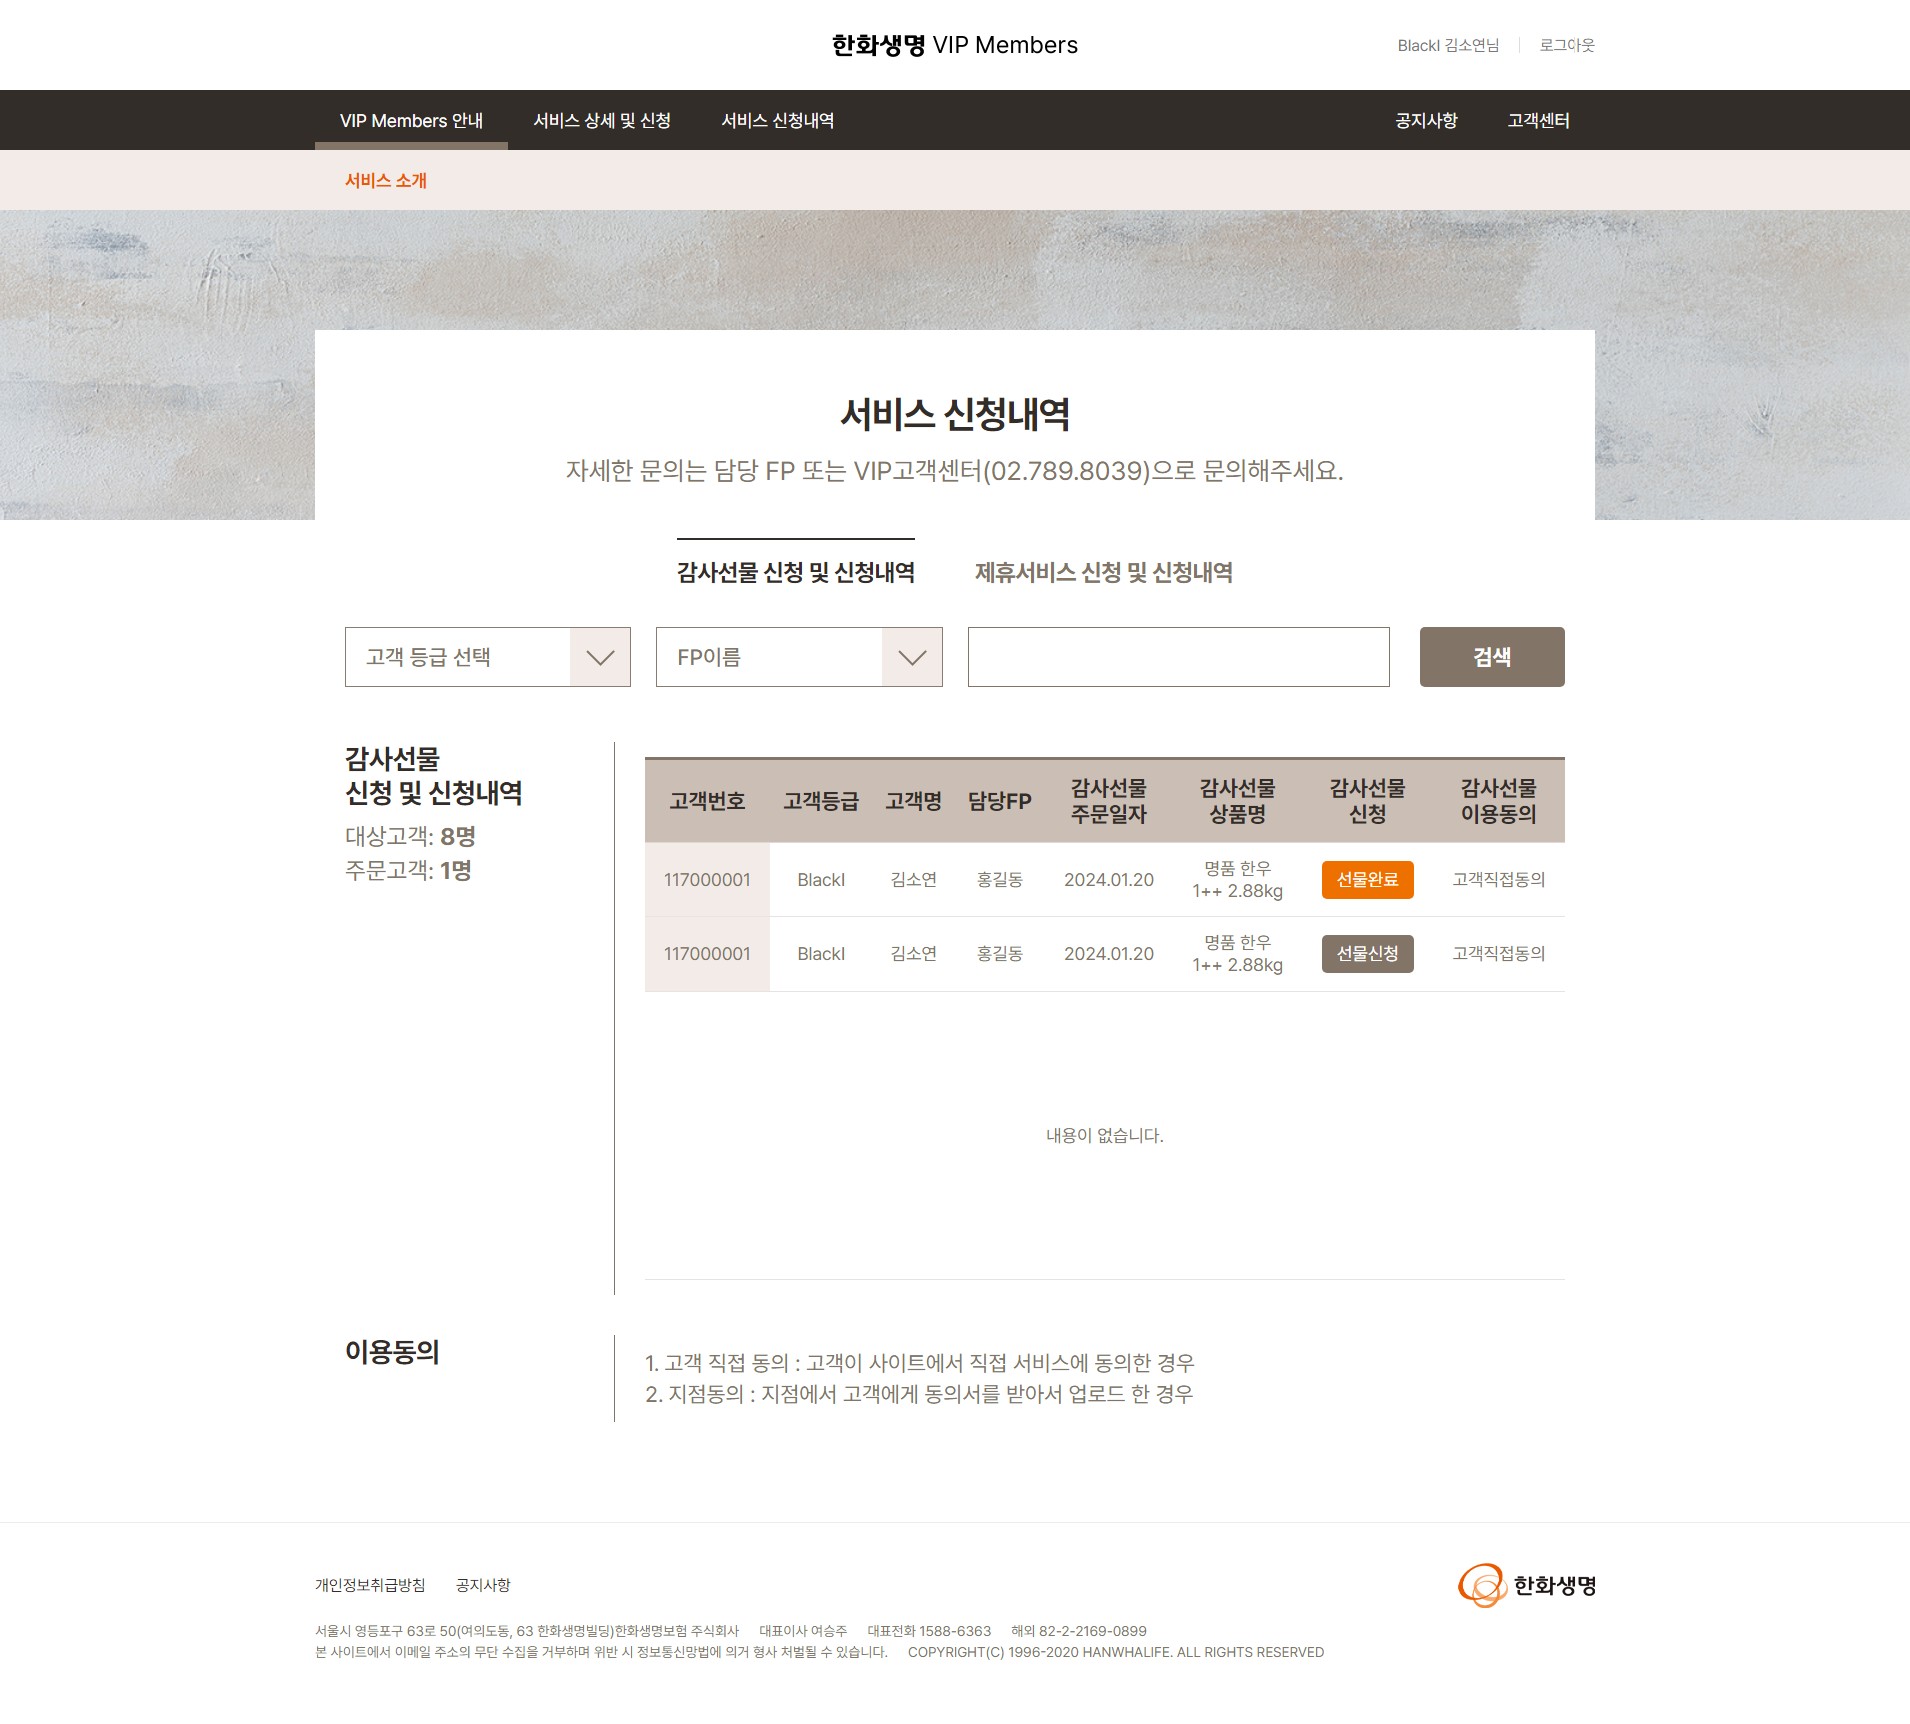 한화생명 VIP Members
BlackI 김소연님 로그아웃
VIP Members 안내 서비스 상세 및 신청 서비스 신청내역 공지사항 고객센터
서비스 소개
서비스 신청내역
자세한 문의는 담당 FP 또는 VIP고객센터(02.789.8039)으로 문의해주세요.
감사선물 신청 및 신청내역 제휴서비스 신청 및 신청내역
고객 등급 선택 FP이름 검색
감사선물
신청 및 신청내역
대상고객: 8명
주문고객: 1명
고객번호 고객등급 고객명 담당FP 감사선물 주문일자 감사선물 상품명 감사선물 신청 감사선물 이용동의
117000001 BlackI 김소연 홍길동 2024.01.20 명품 한우 1++ 2.88kg 선물완료 고객직접동의
117000001 BlackI 김소연 홍길동 2024.01.20 명품 한우 1++ 2.88kg 선물신청 고객직접동의
내용이 없습니다.
이용동의
1. 고객 직접 동의 : 고객이 사이트에서 직접 서비스에 동의한 경우
2. 지점동의 : 지점에서 고객에게 동의서를 받아서 업로드 한 경우
개인정보취급방침 공지사항
한화생명
서울시 영등포구 63로 50(여의도동, 63 한화생명빌딩)한화생명보험 주식회사 대표이사 여승주 대표전화 1588-6363 해외 82-2-2169-0899
본 사이트에서 이메일 주소의 무단 수집을 거부하며 위반 시 정보통신망법에 의거 형사 처벌될 수 있습니다. COPYRIGHT(C) 1996-2020 HANWHALIFE. ALL RIGHTS RESERVED